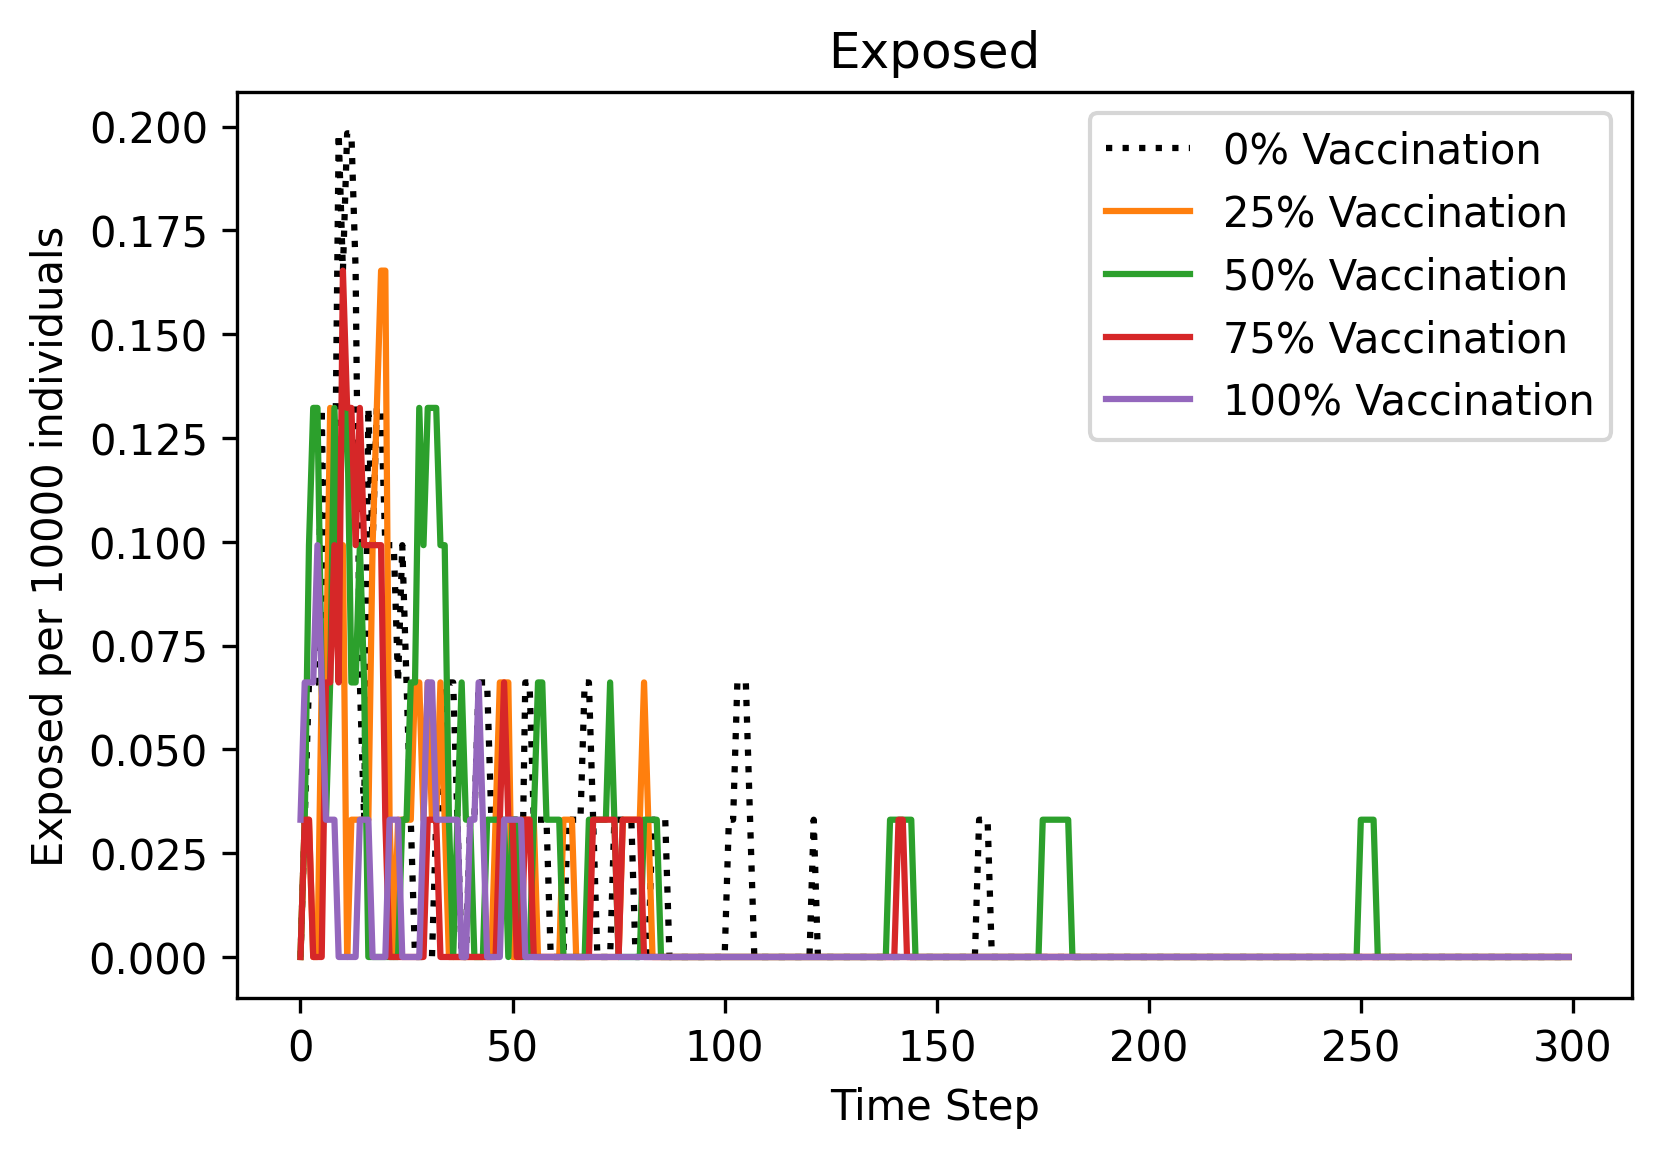 Exposed
Exposed per 10000 individuals
0.200
0.175
0.150
0.125
0.100
0.075
0.050
0.025
0.000
0% Vaccination
25% Vaccination
50% Vaccination
75% Vaccination
100% Vaccination
0 50 100 150 200 250 300
Time Step